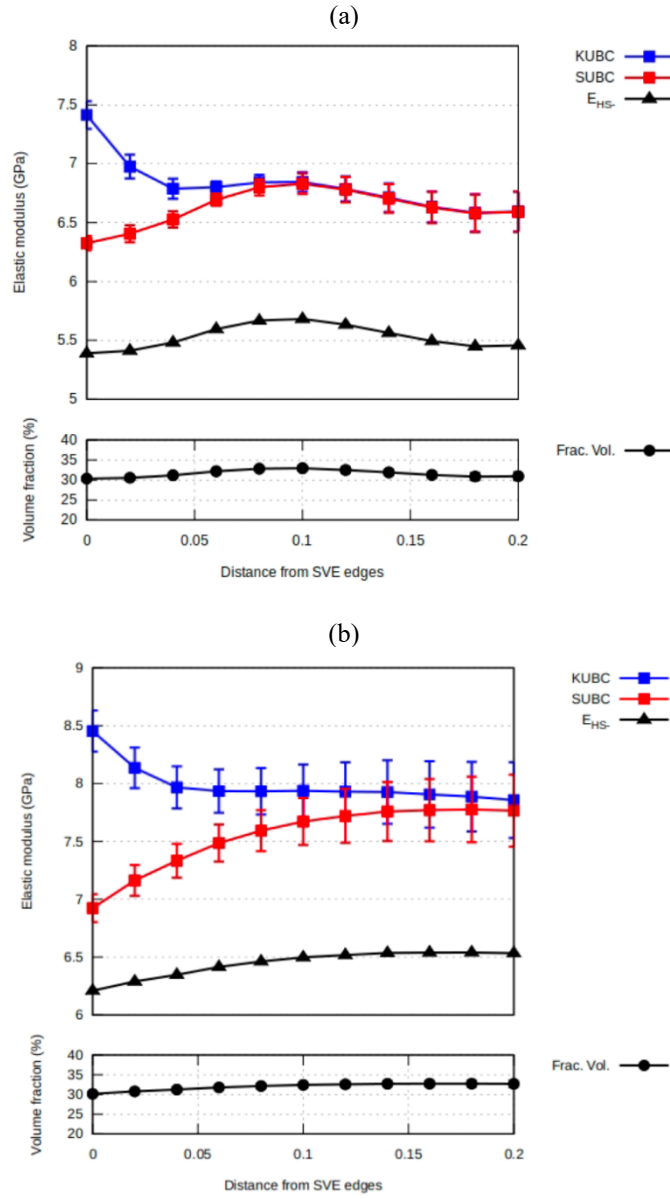 (a)
8
7.5
7
6.5
6
5.5
5
Elastic modulus (GPa)
KUBC
SUBC
E_HS-
40
35
30
25
20
Volume fraction (%)
Frac. Vol.
0 0.05 0.1 0.15 0.2
Distance from SVE edges
(b)
9
8.5
8
7.5
7
6.5
6
Elastic modulus (GPa)
KUBC
SUBC
E_HS-
40
35
30
25
20
Volume fraction (%)
Frac. Vol.
0 0.05 0.1 0.15 0.2
Distance from SVE edges